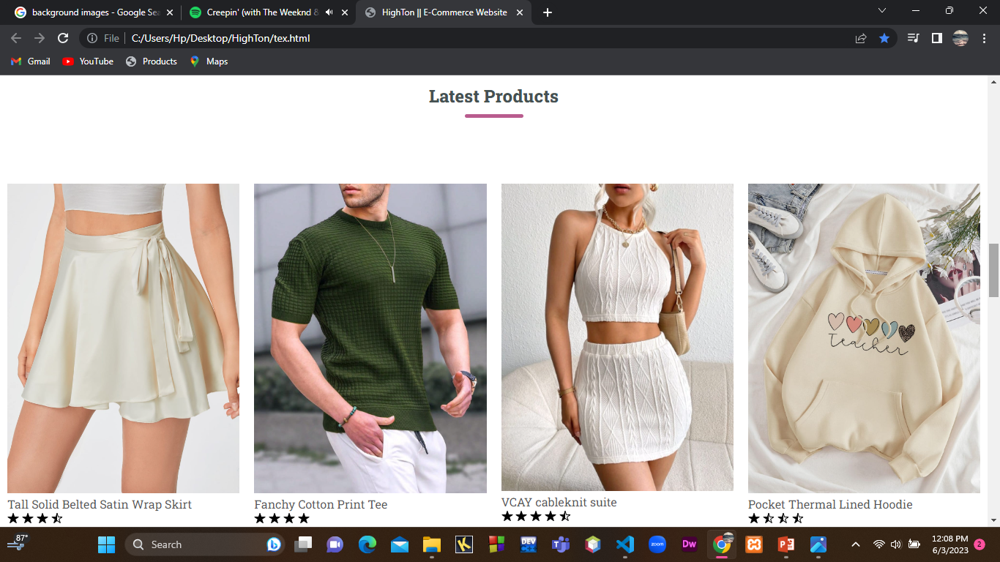 background images - Google Sea
Creepin' (with The Weeknd &
HighTon || E-Commerce Website
File
C:/Users/Hp/Desktop/HighTon/tex.html
Gmail
YouTube
Products
Maps
Latest Products
Teacher
Tall Solid Belted Satin Wrap Skirt
Fanchy Cotton Print Tee
VCAY cableknit suite
Pocket Thermal Lined Hoodie
87°
Search
DEV
Dw
zoom
12:08 PM
6/3/2023
2